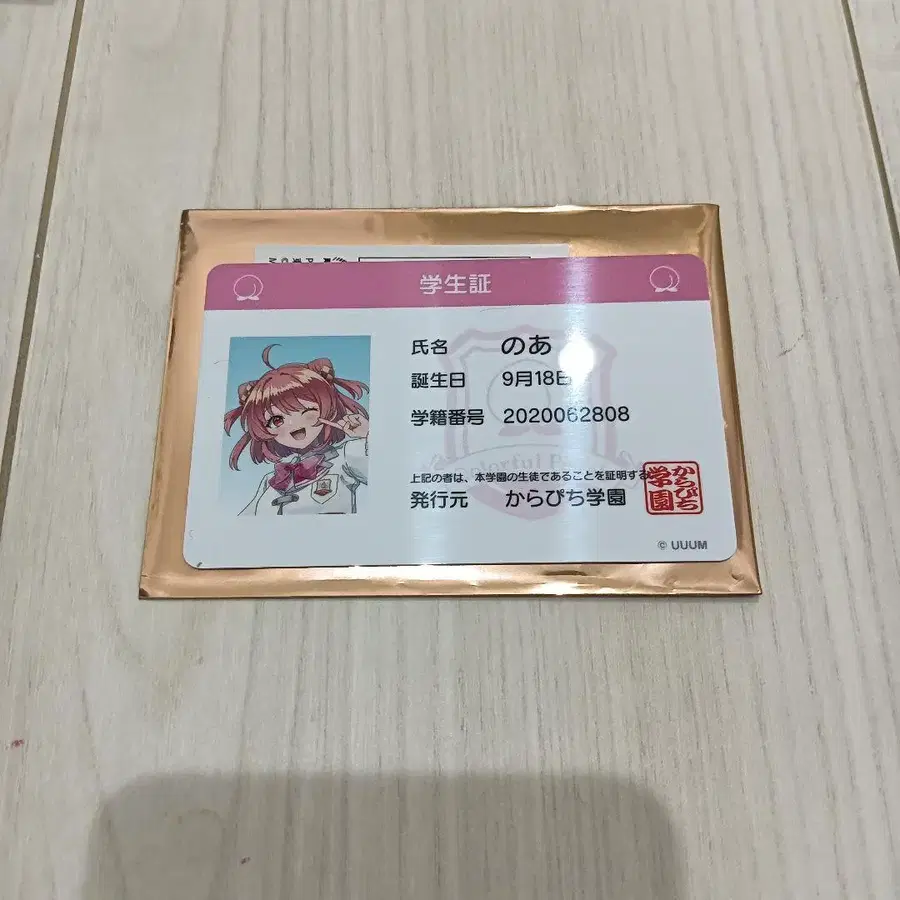 学生証
氏名 のあ
誕生日 9月18日
学籍番号 2020062808
Colorful P
上記の者は、本学園の生徒であることを証明する
発行元 からぴち学園
からぴち学園
© UUUM